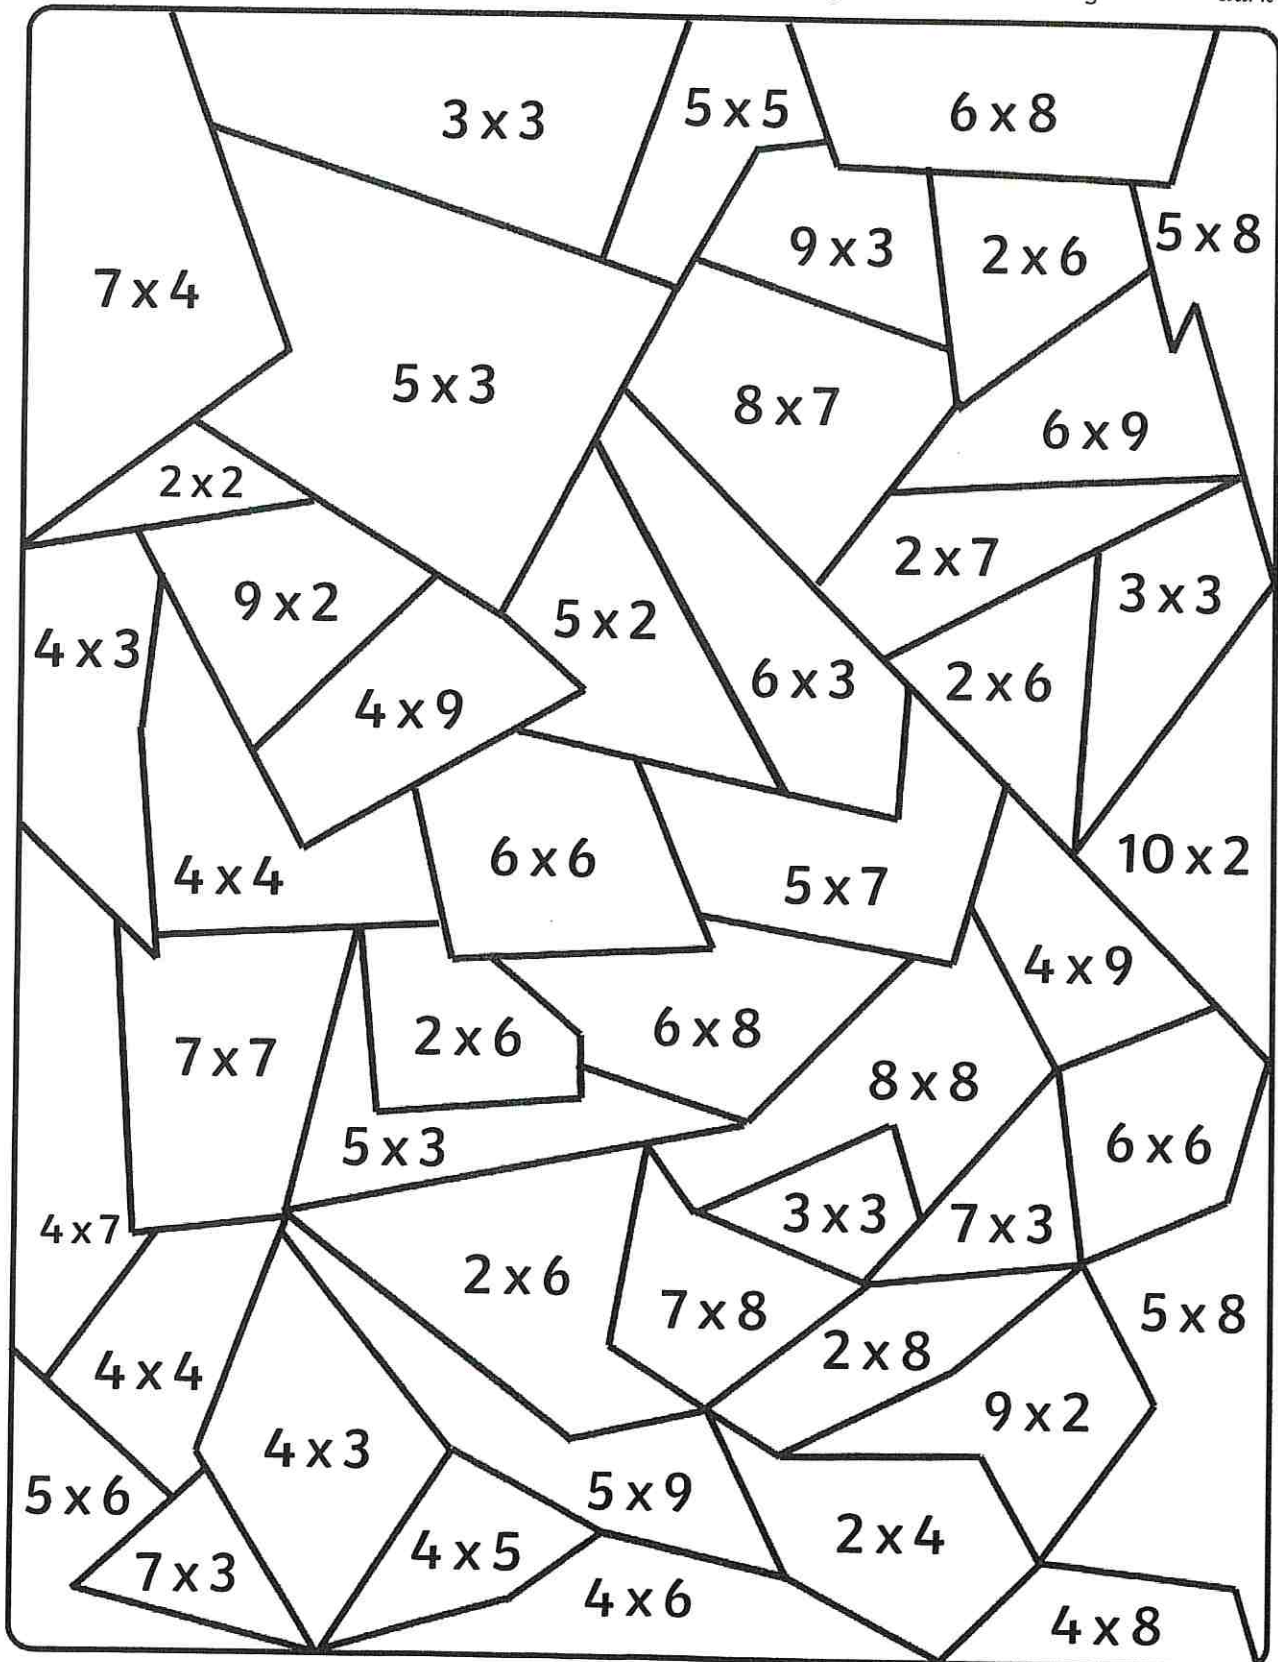 3 x 3
5 x 5
6 x 8
7 x 4
9 x 3
2 x 6
5 x 8
5 x 3
8 x 7
6 x 9
2 x 2
9 x 2
2 x 7
3 x 3
4 x 3
5 x 2
4 x 9
6 x 3
2 x 6
4 x 4
6 x 6
5 x 7
10 x 2
4 x 9
7 x 7
2 x 6
6 x 8
8 x 8
5 x 3
6 x 6
4 x 7
3 x 3
7 x 3
2 x 6
7 x 8
5 x 8
4 x 4
2 x 8
4 x 3
9 x 2
5 x 6
5 x 9
7 x 3
4 x 5
2 x 4
4 x 6
4 x 8